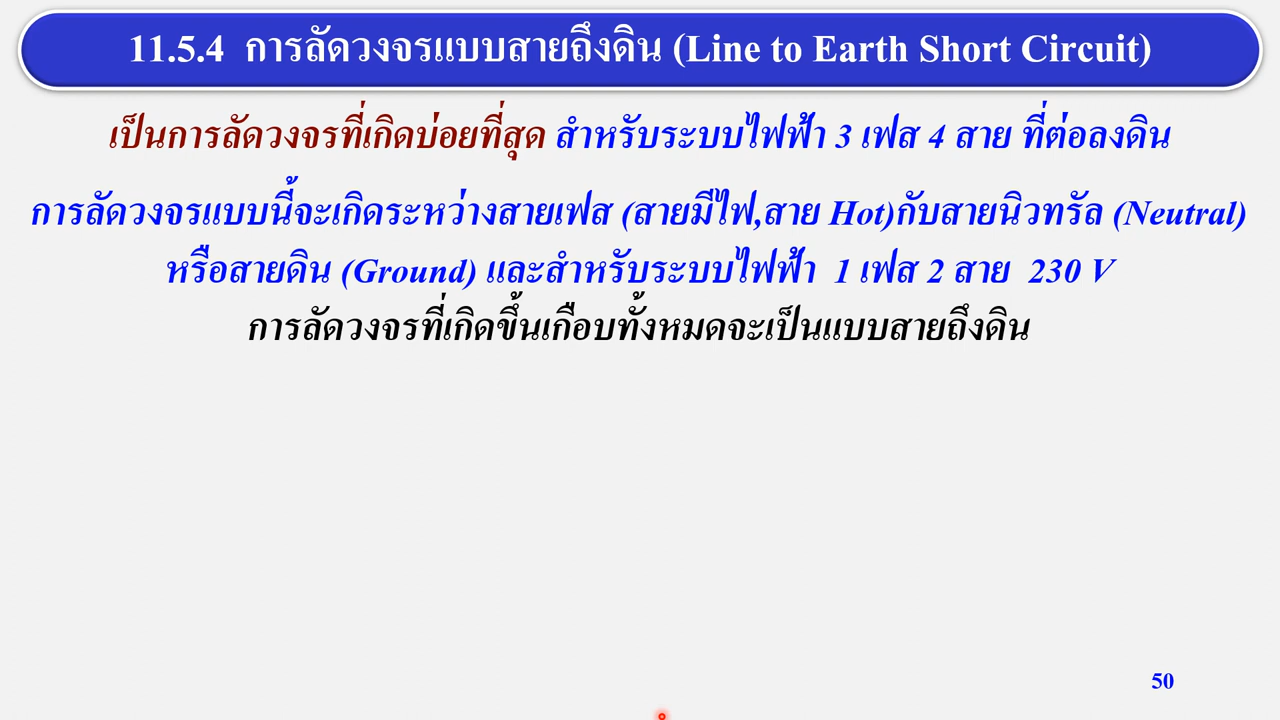 11.5.4 การลัดวงจรแบบสายถึงดิน (Line to Earth Short Circuit)
เป็นการลัดวงจรที่เกิดบ่อยที่สุด สำหรับระบบไฟฟ้า 3 เฟส 4 สาย ที่ต่อลงดิน
การลัดวงจรแบบนี้จะเกิดระหว่างสายเฟส (สายมีไฟ,สาย Hot)กับสายนิวทรัล (Neutral)
หรือสายดิน (Ground) และสำหรับระบบไฟฟ้า 1 เฟส 2 สาย 230 V
การลัดวงจรที่เกิดขึ้นเกือบทั้งหมดจะเป็นแบบสายถึงดิน
50